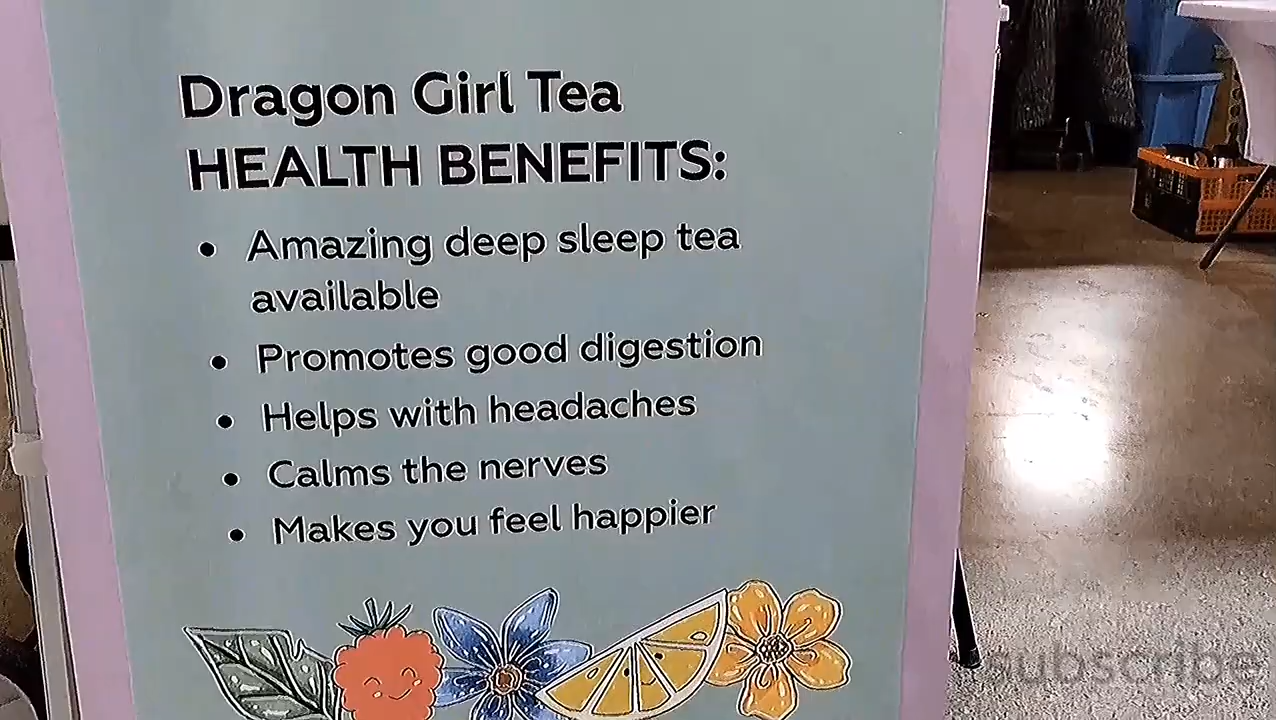 Dragon Girl Tea
HEALTH BENEFITS:
• Amazing deep sleep tea
available
• Promotes good digestion
• Helps with headaches
• Calms the nerves
• Makes you feel happier
subscribe